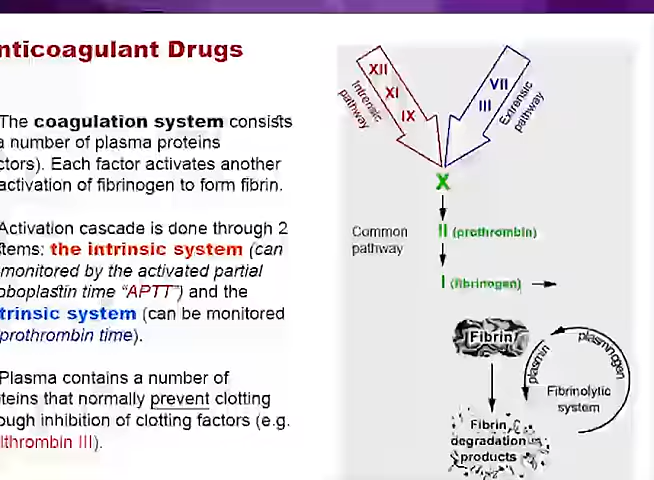 nticoagulant Drugs
The coagulation system consists
a number of plasma proteins
ctors). Each factor activates another
activation of fibrinogen to form fibrin.
Activation cascade is done through 2
stems: the intrinsic system (can
monitored by the activated partial
oboplastin time "APTT") and the
trinsic system (can be monitored
prothrombin time).
Plasma contains a number of
teins that normally prevent clotting
ough inhibition of clotting factors (e.g.
ithrombin III).
XII
XI
IX
Intrinsic
pathway
VII
III
Extrensic
pathway
X
Common
pathway
II (prothrombin)
I (fibrinogen)
Fibrin
plasmin
plasminogen
Fibrinolytic
system
Fibrin
degradation
products